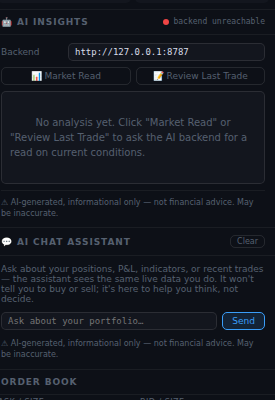 🤖 AI INSIGHTS
backend unreachable
Backend
http://127.0.0.1:8787
📊 Market Read
📝 Review Last Trade
No analysis yet. Click "Market Read" or
"Review Last Trade" to ask the AI backend for a
read on current conditions.
⚠ AI-generated, informational only — not financial advice. May
be inaccurate.
💬 AI CHAT ASSISTANT
Clear
Ask about your positions, P&L, indicators, or recent trades
— the assistant sees the same live data you do. It won't
tell you to buy or sell; it's here to help you think, not
decide.
Ask about your portfolio…
Send
⚠ AI-generated, informational only — not financial advice. May
be inaccurate.
ORDER BOOK